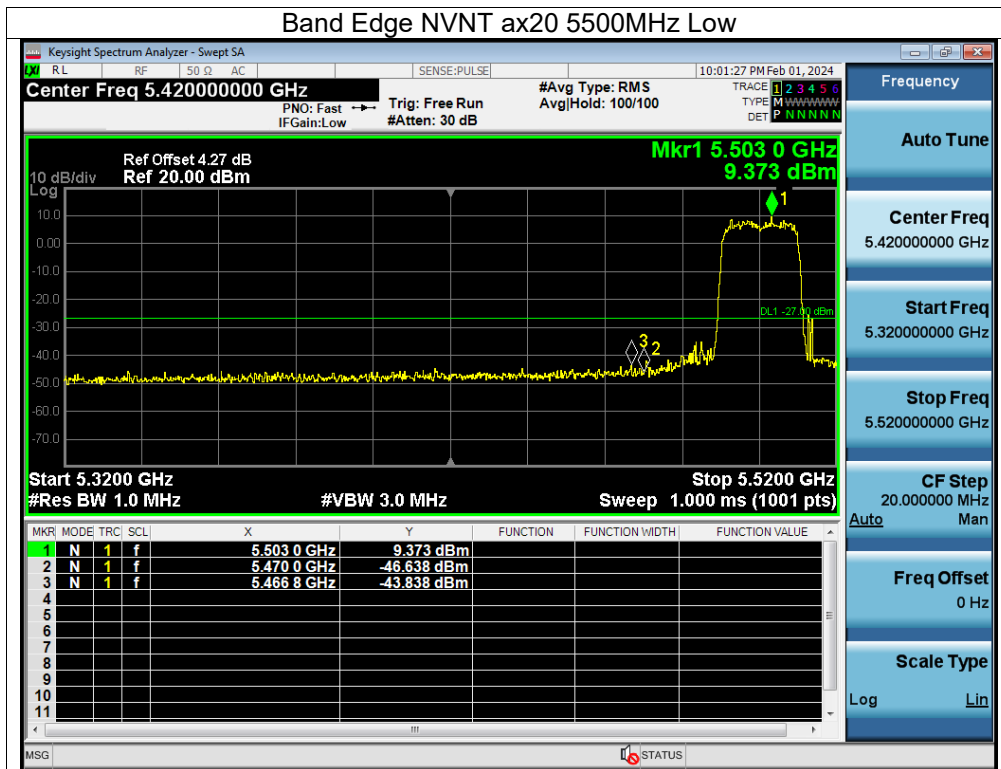 Band Edge NVNT ax20 5500MHz Low
Keysight Spectrum Analyzer - Swept SA
LXI RL RF 50 Ω AC SENSE:PULSE 10:01:27 PM Feb 01, 2024
Center Freq 5.420000000 GHz
PNO: Fast
IFGain:Low
Trig: Free Run
#Atten: 30 dB
#Avg Type: RMS
Avg|Hold: 100/100
TRACE 1 2 3 4 5 6
TYPE M WWWWW
DET P N N N N N
Frequency
Mkr1 5.503 0 GHz
9.373 dBm
Ref Offset 4.27 dB
10 dB/div Ref 20.00 dBm
Log
10.0
0.00
-10.0
-20.0
-30.0
-40.0
-50.0
-60.0
-70.0
1
DL1 -27.00 dBm
3 2
Start 5.3200 GHz Stop 5.5200 GHz
#Res BW 1.0 MHz #VBW 3.0 MHz Sweep 1.000 ms (1001 pts)
MKR MODE TRC SCL X Y FUNCTION FUNCTION WIDTH FUNCTION VALUE
1 N 1 f 5.503 0 GHz 9.373 dBm
2 N 1 f 5.470 0 GHz -46.638 dBm
3 N 1 f 5.466 8 GHz -43.838 dBm
4
5
6
7
8
9
10
11
MSG STATUS
Auto Tune
Center Freq
5.420000000 GHz
Start Freq
5.320000000 GHz
Stop Freq
5.520000000 GHz
CF Step
20.000000 MHz
Auto Man
Freq Offset
0 Hz
Scale Type
Log Lin